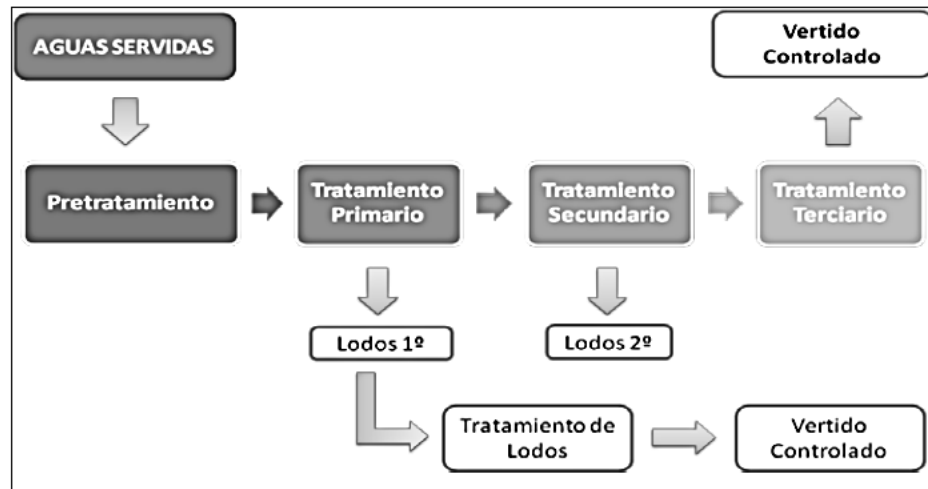 AGUAS SERVIDAS
Vertido
Controlado
Pretratamiento
Tratamiento
Primario
Tratamiento
Secundario
Tratamiento
Terciario
Lodos 1º
Lodos 2º
Tratamiento de
Lodos
Vertido
Controlado